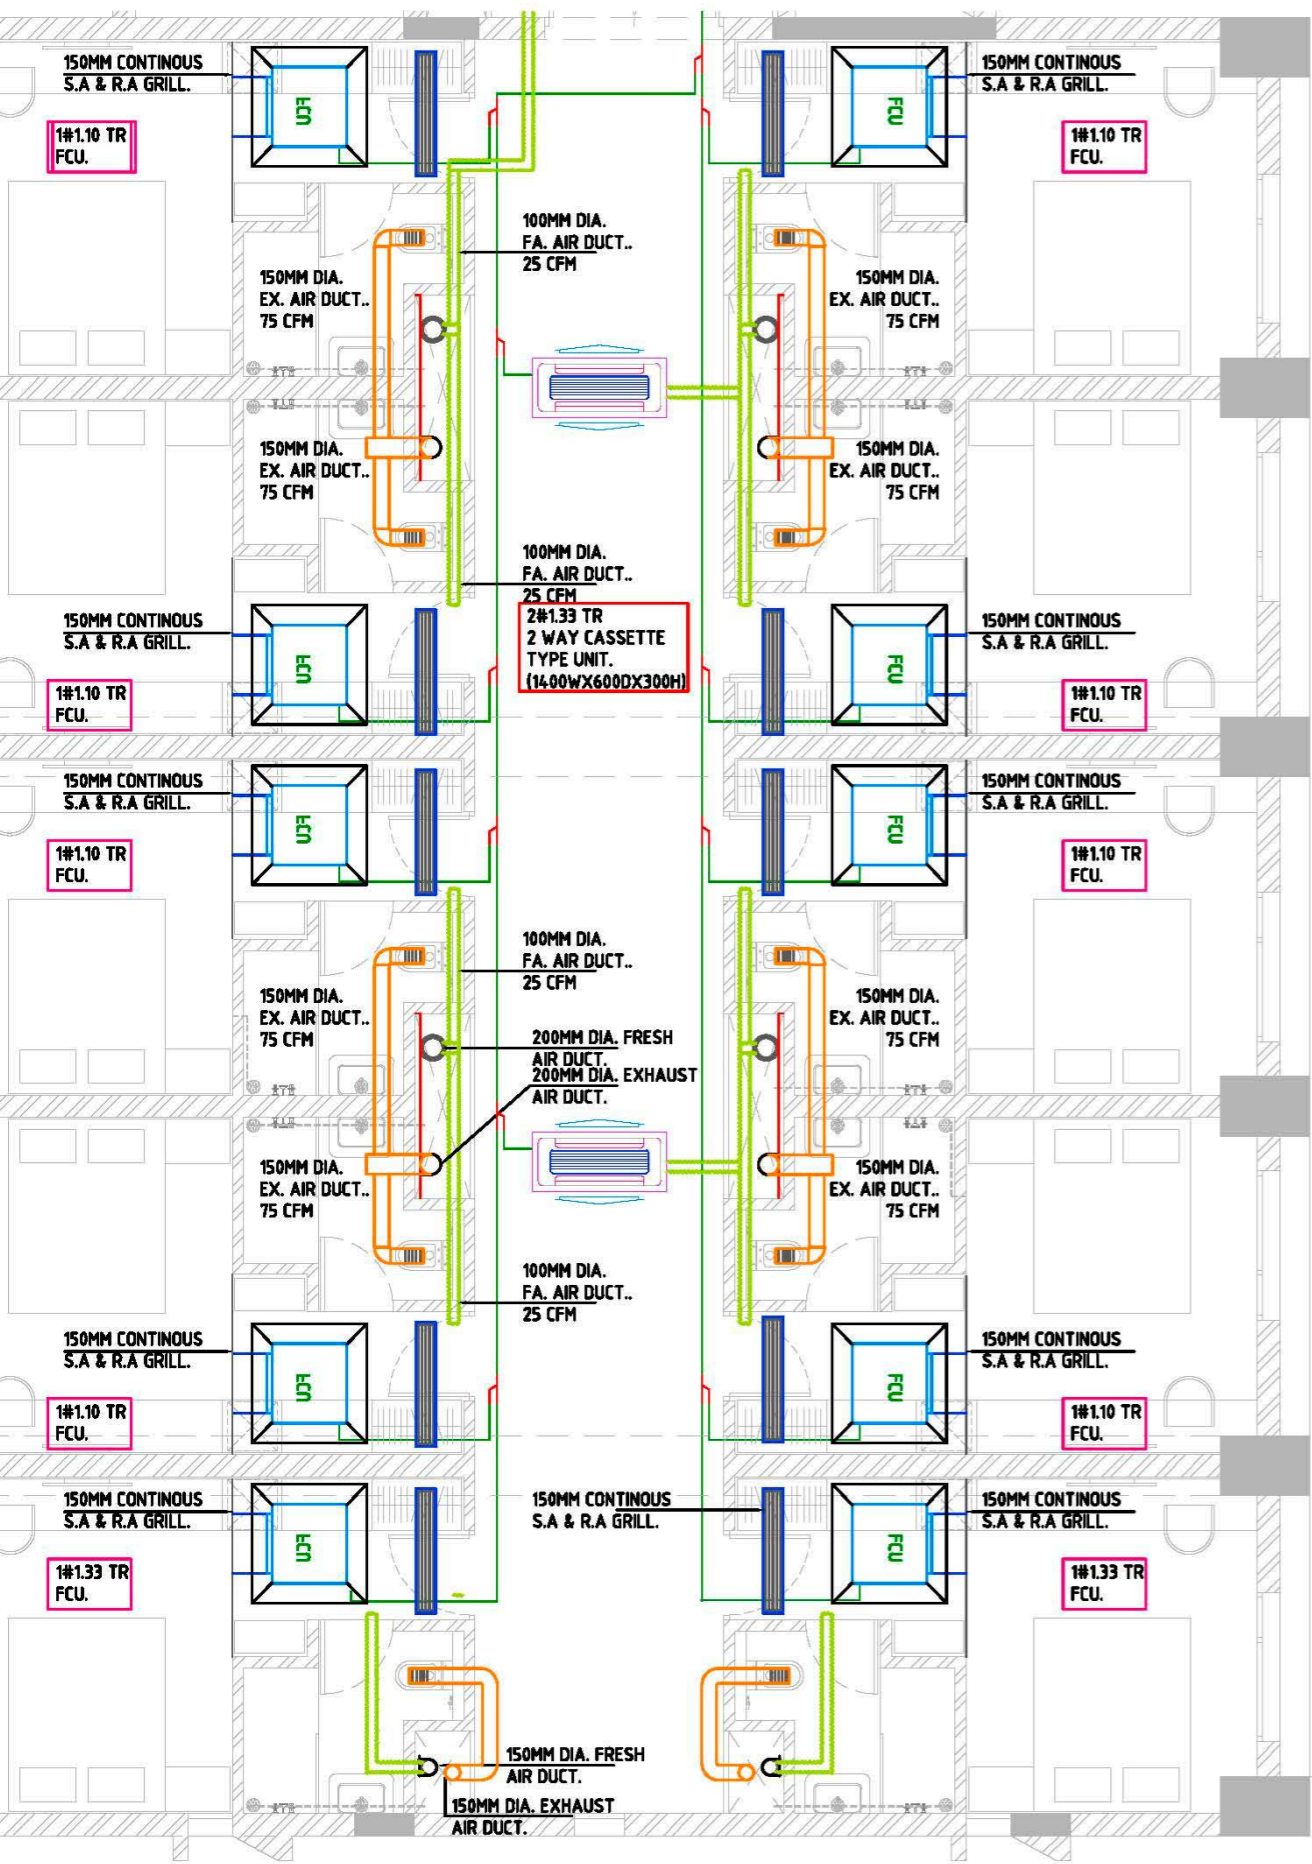 150MM CONTINOUS
S.A & R.A GRILL.
FCU
FCU
150MM CONTINOUS
S.A & R.A GRILL.
1#1.10 TR
FCU.
1#1.10 TR
FCU.
100MM DIA.
FA. AIR DUCT..
25 CFM
150MM DIA.
EX. AIR DUCT..
75 CFM
150MM DIA.
EX. AIR DUCT..
75 CFM
150MM DIA.
EX. AIR DUCT..
75 CFM
150MM DIA.
EX. AIR DUCT..
75 CFM
100MM DIA.
FA. AIR DUCT..
25 CFM
2#1.33 TR
2 WAY CASSETTE
TYPE UNIT.
(1400WX600DX300H)
150MM CONTINOUS
S.A & R.A GRILL.
FCU
FCU
150MM CONTINOUS
S.A & R.A GRILL.
1#1.10 TR
FCU.
1#1.10 TR
FCU.
150MM CONTINOUS
S.A & R.A GRILL.
FCU
FCU
150MM CONTINOUS
S.A & R.A GRILL.
1#1.10 TR
FCU.
1#1.10 TR
FCU.
100MM DIA.
FA. AIR DUCT..
25 CFM
150MM DIA.
EX. AIR DUCT..
75 CFM
150MM DIA.
EX. AIR DUCT..
75 CFM
200MM DIA. FRESH
AIR DUCT.
200MM DIA. EXHAUST
AIR DUCT.
150MM DIA.
EX. AIR DUCT..
75 CFM
150MM DIA.
EX. AIR DUCT..
75 CFM
100MM DIA.
FA. AIR DUCT..
25 CFM
150MM CONTINOUS
S.A & R.A GRILL.
FCU
FCU
150MM CONTINOUS
S.A & R.A GRILL.
1#1.10 TR
FCU.
1#1.10 TR
FCU.
150MM CONTINOUS
S.A & R.A GRILL.
FCU
150MM CONTINOUS
S.A & R.A GRILL.
FCU
150MM CONTINOUS
S.A & R.A GRILL.
1#1.33 TR
FCU.
1#1.33 TR
FCU.
150MM DIA. FRESH
AIR DUCT.
150MM DIA. EXHAUST
AIR DUCT.